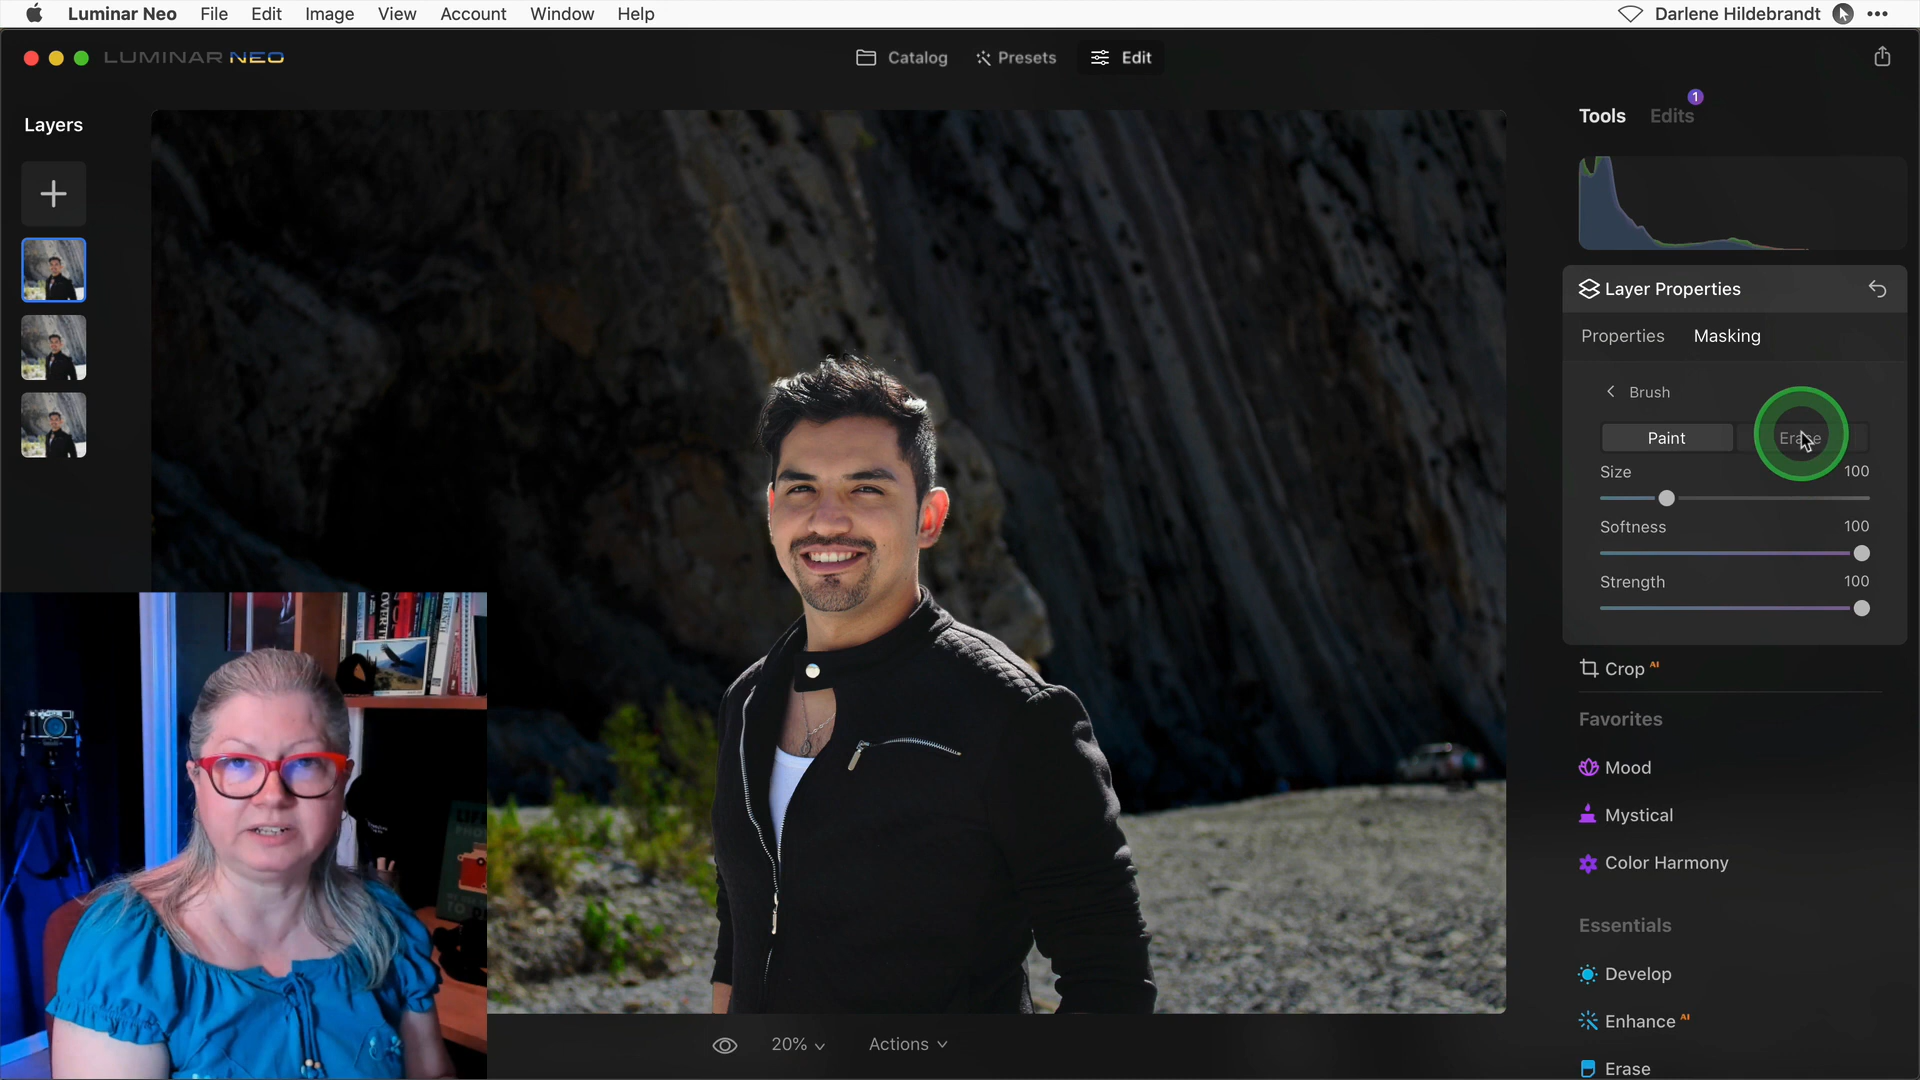 Luminar Neo File Edit Image View Account Window Help Darlene Hildebrandt
LUMINAR NEO Catalog Presets Edit
Layers
1
Tools Edits
Layer Properties
Properties Masking
Brush
Paint Erase
Size 100
Softness 100
Strength 100
Crop AI
Favorites
Mood
Mystical
Color Harmony
Essentials
Develop
Enhance AI
Erase
20% Actions